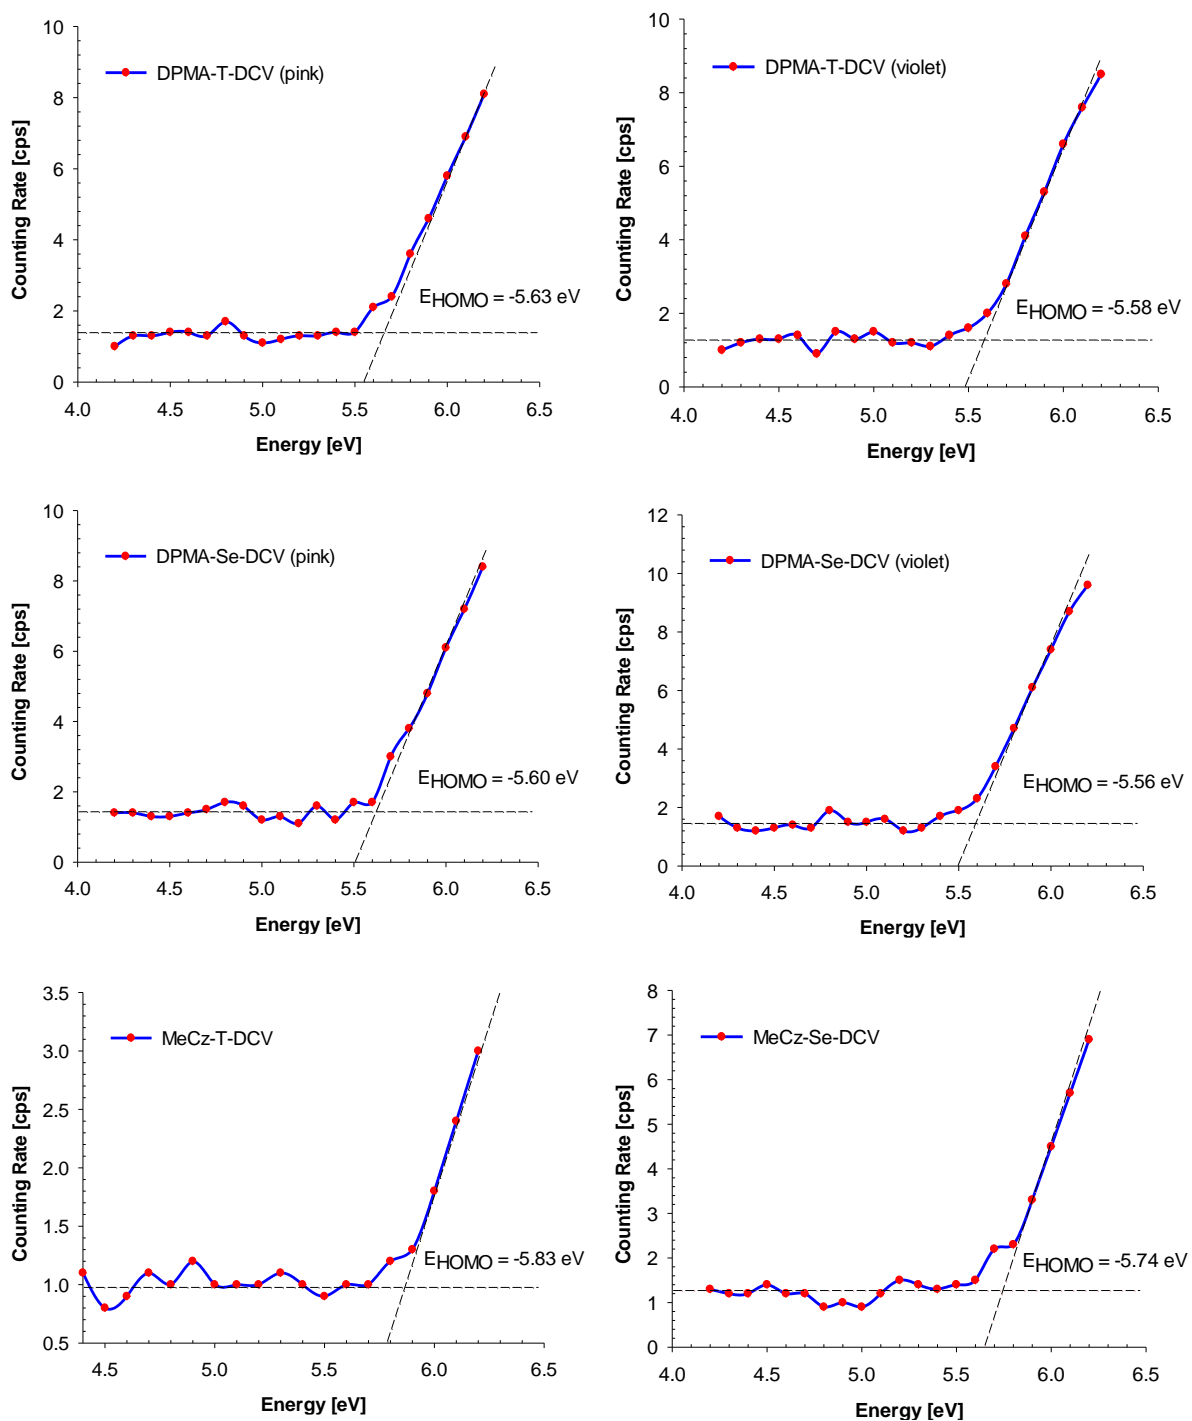 DPMA-T-DCV (pink)
Counting Rate [cps]
10
8
6
4
2
0
E HOMO = -5.63 eV
4.0 4.5 5.0 5.5 6.0 6.5
Energy [eV]
DPMA-T-DCV (violet)
Counting Rate [cps]
10
8
6
4
2
0
E HOMO = -5.58 eV
4.0 4.5 5.0 5.5 6.0 6.5
Energy [eV]
DPMA-Se-DCV (pink)
Counting Rate [cps]
10
8
6
4
2
0
E HOMO = -5.60 eV
4.0 4.5 5.0 5.5 6.0 6.5
Energy [eV]
DPMA-Se-DCV (violet)
Counting Rate [cps]
12
10
8
6
4
2
0
E HOMO = -5.56 eV
4.0 4.5 5.0 5.5 6.0 6.5
Energy [eV]
MeCz-T-DCV
Counting Rate [cps]
3.5
3.0
2.5
2.0
1.5
1.0
0.5
E HOMO = -5.83 eV
4.5 5.0 5.5 6.0 6.5
Energy [eV]
MeCz-Se-DCV
Counting Rate [cps]
8
7
6
5
4
3
2
1
0
E HOMO = -5.74 eV
4.0 4.5 5.0 5.5 6.0 6.5
Energy [eV]